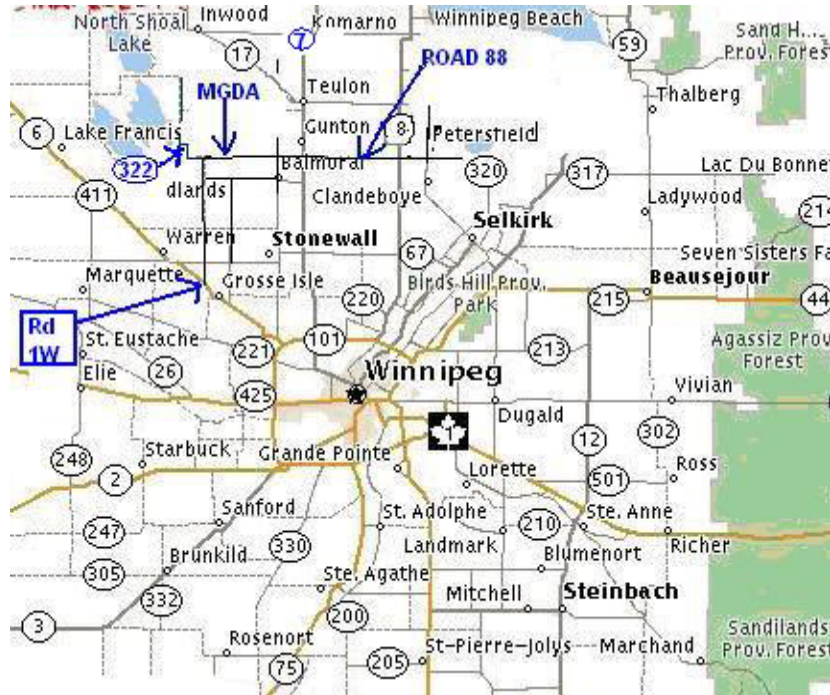 North Shoal
Lake
Inwood
Komarno
Winnipeg Beach
Sand H...
Prov. Forest
7
17
59
Teulon
Thalberg
MGDA
ROAD 88
6
Lake Francis
Gunton
8
Petersfield
322
Balmoral
320
317
Lac Du Bonnet
411
dlands
Clandeboye
Ladywood
214
Selkirk
Warren
Stonewall
67
Seven Sisters Fa
Marquette
Grosse Isle
Birds Hill Prov.
Park
Beausejour
220
215
44
Rd
1W
St. Eustache
101
221
213
Agassiz Prov
Forest
26
Winnipeg
Elie
425
Vivian
Dugald
1
12
302
248
Starbuck
Grande Pointe
2
Lorette
501
Ross
Sanford
St. Adolphe
210
Ste. Anne
247
330
Landmark
Richer
Brunkild
Blumenort
305
Ste. Agathe
332
Mitchell
Steinbach
3
200
Rosenort
St-Pierre-Jolys
Marchand
Sandilands
Prov. Forest
75
205